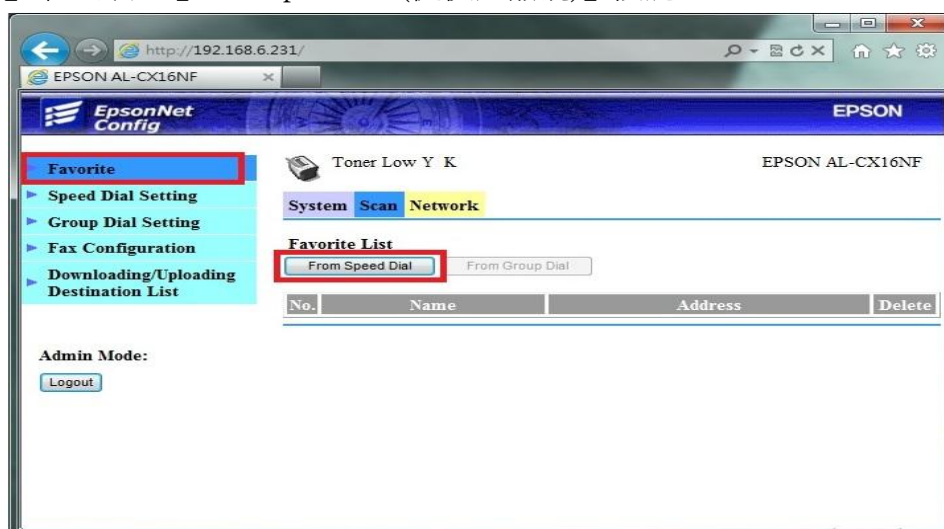 http://192.168.6.231/
EPSON AL-CX16NF
EpsonNet
Config
EPSON
Favorite
Speed Dial Setting
Group Dial Setting
Fax Configuration
Downloading/Uploading
Destination List
Admin Mode:
Logout
Toner Low Y K
EPSON AL-CX16NF
System Scan Network
Favorite List
From Speed Dial From Group Dial
No. Name Address Delete